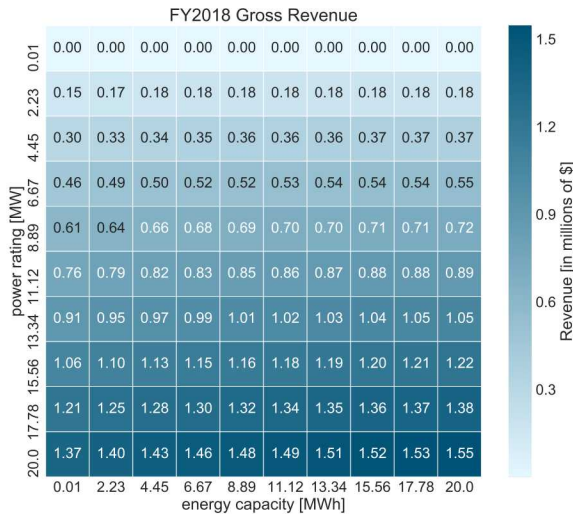 FY2018 Gross Revenue
0.01 0.00 0.00 0.00 0.00 0.00 0.00 0.00 0.00 0.00 0.00
2.23 0.15 0.17 0.18 0.18 0.18 0.18 0.18 0.18 0.18 0.18
4.45 0.30 0.33 0.34 0.35 0.36 0.36 0.36 0.37 0.37 0.37
6.67 0.46 0.49 0.50 0.52 0.52 0.53 0.54 0.54 0.54 0.55
8.89 0.61 0.64 0.66 0.68 0.69 0.70 0.70 0.71 0.71 0.72
11.12 0.76 0.79 0.82 0.83 0.85 0.86 0.87 0.88 0.88 0.89
13.34 0.91 0.95 0.97 0.99 1.01 1.02 1.03 1.04 1.05 1.05
15.56 1.06 1.10 1.13 1.15 1.16 1.18 1.19 1.20 1.21 1.22
17.78 1.21 1.25 1.28 1.30 1.32 1.34 1.35 1.36 1.37 1.38
20.0 1.37 1.40 1.43 1.46 1.48 1.49 1.51 1.52 1.53 1.55
0.01 2.23 4.45 6.67 8.89 11.12 13.34 15.56 17.78 20.0
energy capacity [MWh]
power rating [MW]
1.5
1.2
0.9
0.6
0.3
Revenue [in millions of $]